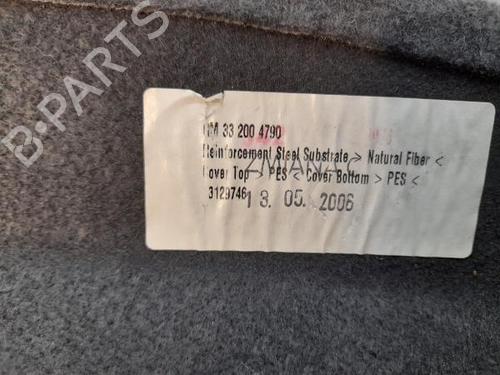 B-PARTS
33 200 4790
Reinforcement Steel Substrate > Natural Fiber <
Cover Top > PES < Cover Bottom > PES <
3129746
13. 05. 2006